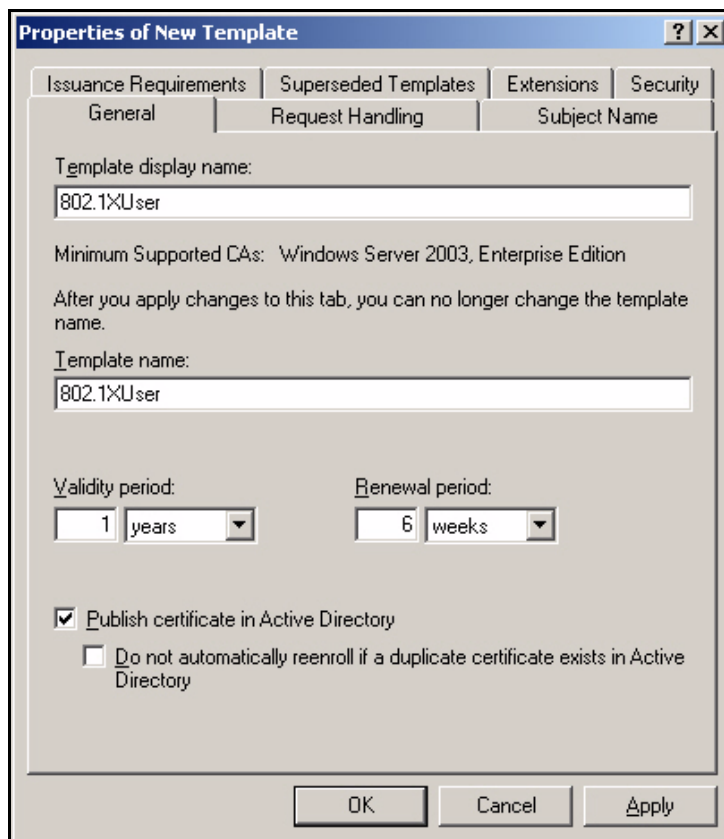 Properties of New Template
Issuance Requirements Superseded Templates Extensions Security
General Request Handling Subject Name
Template display name:
802.1XUser
Minimum Supported CAs: Windows Server 2003, Enterprise Edition
After you apply changes to this tab, you can no longer change the template
name.
Template name:
802.1XUser
Validity period: Renewal period:
1 years 6 weeks
Publish certificate in Active Directory
Do not automatically reenroll if a duplicate certificate exists in Active
Directory
OK Cancel Apply